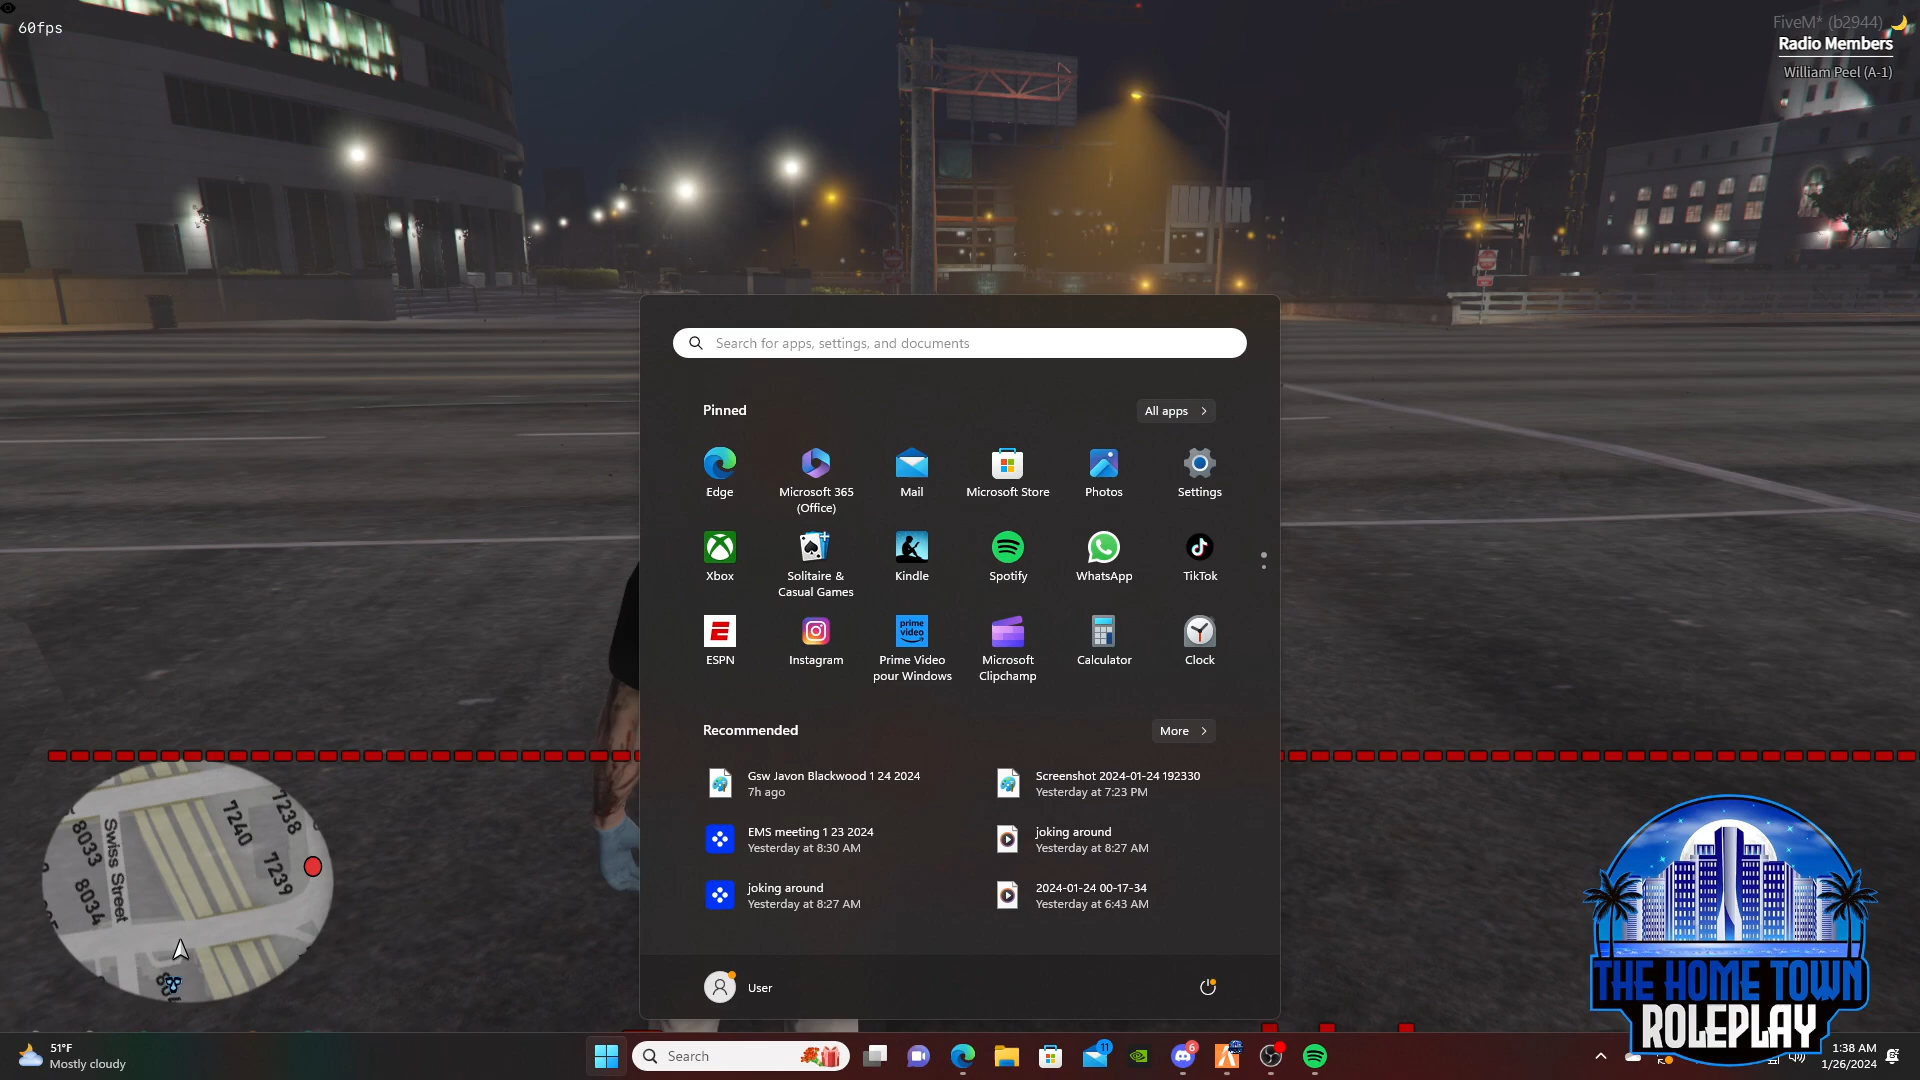 60fps
FiveM* (b2944)
Radio Members
William Peel (A-1)
Search for apps, settings, and documents
Pinned
All apps
Edge
Microsoft 365
(Office)
Mail
Microsoft Store
Photos
Settings
Xbox
Solitaire &
Casual Games
Kindle
Spotify
WhatsApp
TikTok
ESPN
Instagram
prime
video
Prime Video
pour Windows
Microsoft
Clipchamp
Calculator
Clock
Recommended
More
Gsw Javon Blackwood 1 24 2024
7h ago
Screenshot 2024-01-24 192330
Yesterday at 7:23 PM
EMS meeting 1 23 2024
Yesterday at 8:30 AM
joking around
Yesterday at 8:27 AM
joking around
Yesterday at 8:27 AM
2024-01-24 00-17-34
Yesterday at 6:43 AM
User
7238
7240
7239
8033
8034
Swiss Street
THE HOME TOWN
ROLEPLAY
51°F
Mostly cloudy
Search
11
6
1:38 AM
1/26/2024